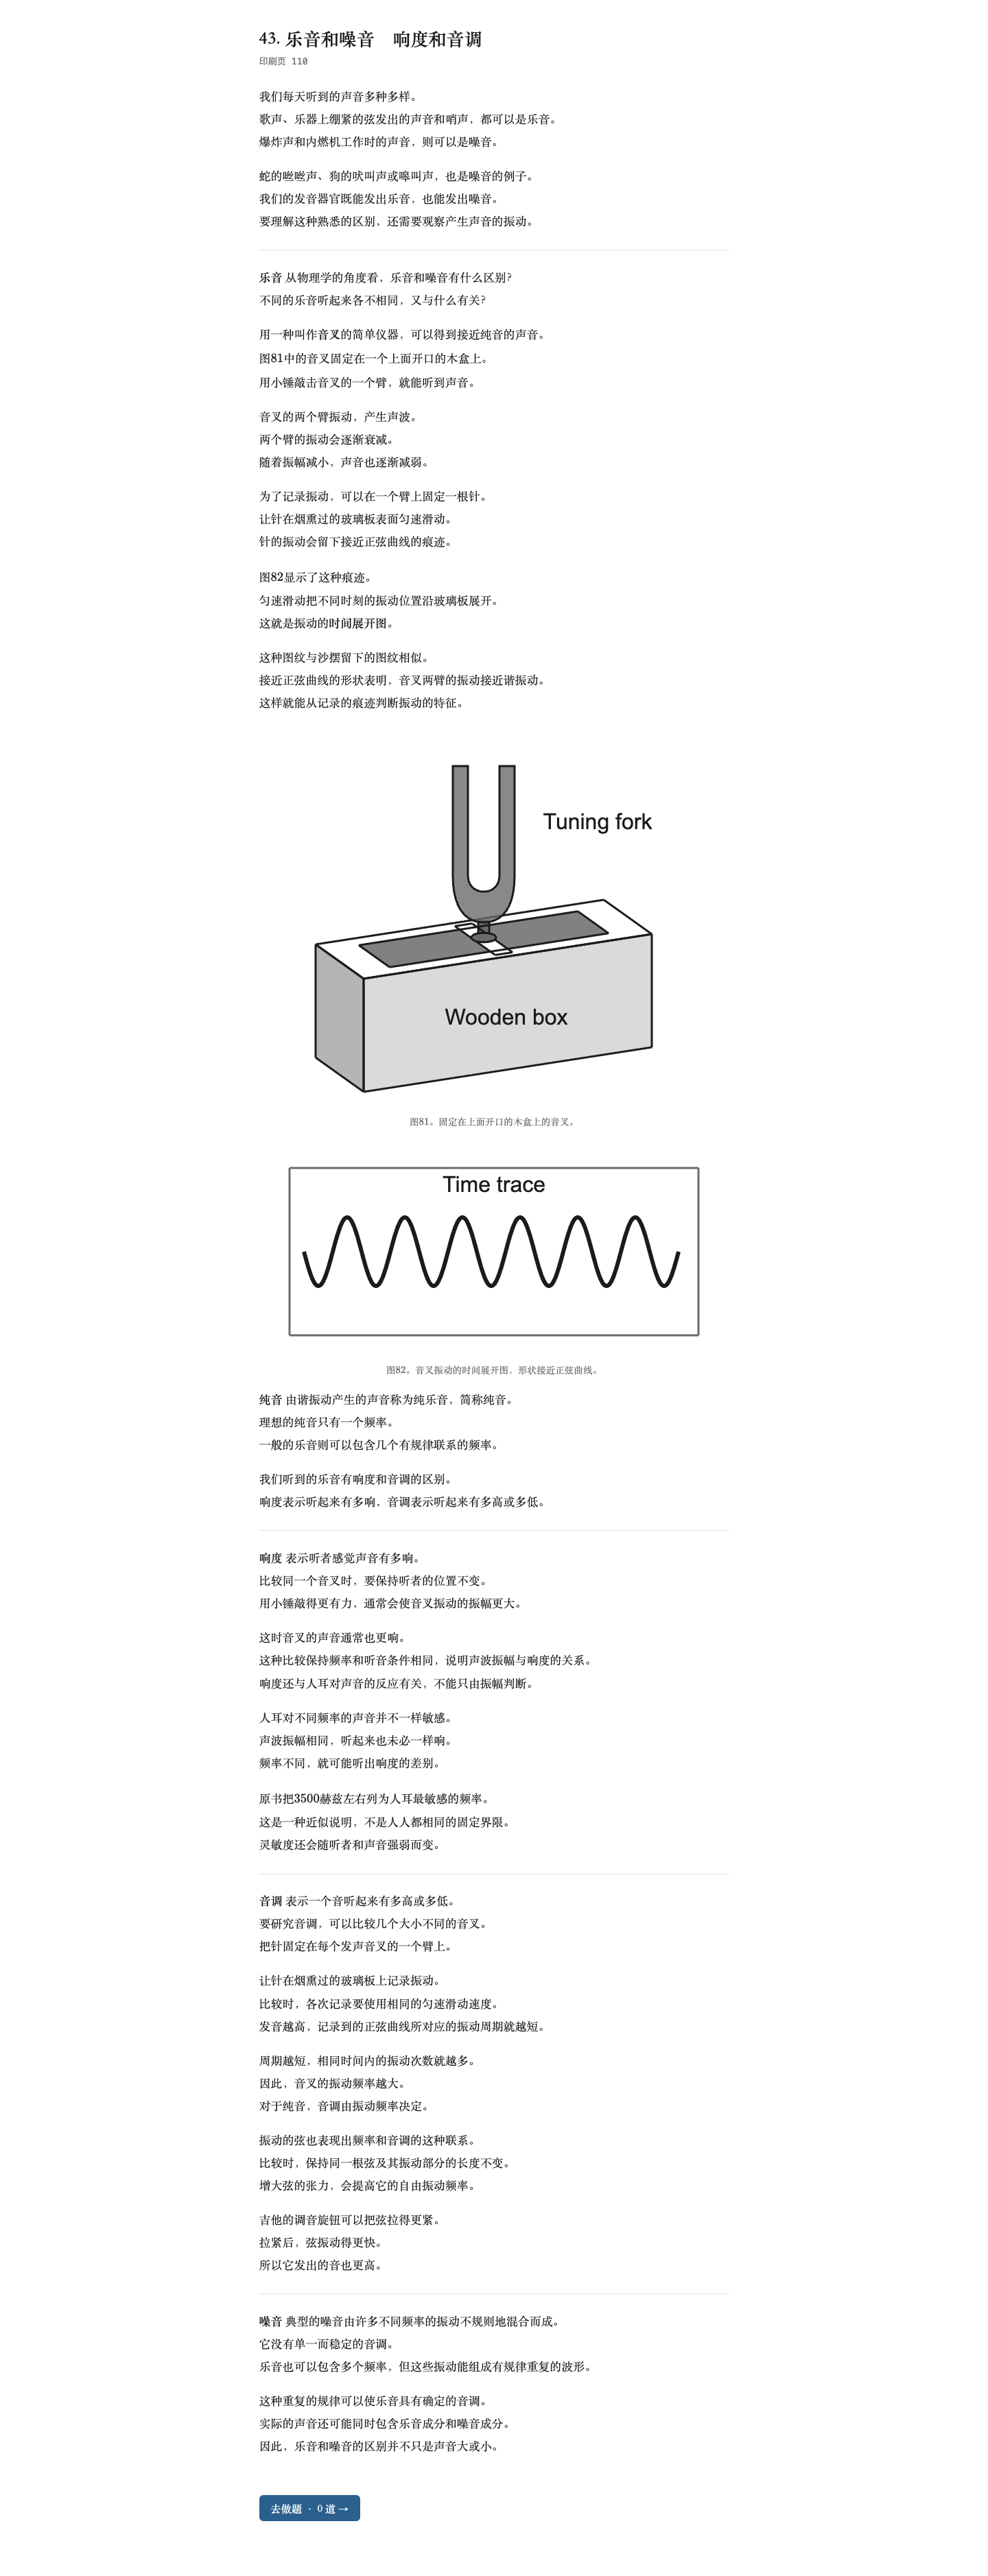 43. 乐音和噪音　响度和音调
印刷页 110
我们每天听到的声音多种多样。
歌声、乐器上绷紧的弦发出的声音和哨声，都可以是乐音。
爆炸声和内燃机工作时的声音，则可以是噪音。
蛇的咝咝声、狗的吠叫声或嗥叫声，也是噪音的例子。
我们的发音器官既能发出乐音，也能发出噪音。
要理解这种熟悉的区别，还需要观察产生声音的振动。
乐音 从物理学的角度看，乐音和噪音有什么区别？
不同的乐音听起来各不相同，又与什么有关？
用一种叫作音叉的简单仪器，可以得到接近纯音的声音。
图81中的音叉固定在一个上面开口的木盒上。
用小锤敲击音叉的一个臂，就能听到声音。
音叉的两个臂振动，产生声波。
两个臂的振动会逐渐衰减。
随着振幅减小，声音也逐渐减弱。
为了记录振动，可以在一个臂上固定一根针。
让针在烟熏过的玻璃板表面匀速滑动。
针的振动会留下接近正弦曲线的痕迹。
图82显示了这种痕迹。
匀速滑动把不同时刻的振动位置沿玻璃板展开。
这就是振动的时间展开图。
这种图纹与沙摆留下的图纹相似。
接近正弦曲线的形状表明，音叉两臂的振动接近谐振动。
这样就能从记录的痕迹判断振动的特征。
Tuning fork
Wooden box
图81。固定在上面开口的木盒上的音叉。
Time trace
图82。音叉振动的时间展开图，形状接近正弦曲线。
纯音 由谐振动产生的声音称为纯乐音，简称纯音。
理想的纯音只有一个频率。
一般的乐音则可以包含几个有规律联系的频率。
我们听到的乐音有响度和音调的区别。
响度表示听起来有多响，音调表示听起来有多高或多低。
响度 表示听者感觉声音有多响。
比较同一个音叉时，要保持听者的位置不变。
用小锤敲得更有力，通常会使音叉振动的振幅更大。
这时音叉的声音通常也更响。
这种比较保持频率和听音条件相同，说明声波振幅与响度的关系。
响度还与人耳对声音的反应有关，不能只由振幅判断。
人耳对不同频率的声音并不一样敏感。
声波振幅相同，听起来也未必一样响。
频率不同，就可能听出响度的差别。
原书把3500赫兹左右列为人耳最敏感的频率。
这是一种近似说明，不是人人都相同的固定界限。
灵敏度还会随听者和声音强弱而变。
音调 表示一个音听起来有多高或多低。
要研究音调，可以比较几个大小不同的音叉。
把针固定在每个发声音叉的一个臂上。
让针在烟熏过的玻璃板上记录振动。
比较时，各次记录要使用相同的匀速滑动速度。
发音越高，记录到的正弦曲线所对应的振动周期就越短。
周期越短，相同时间内的振动次数就越多。
因此，音叉的振动频率越大。
对于纯音，音调由振动频率决定。
振动的弦也表现出频率和音调的这种联系。
比较时，保持同一根弦及其振动部分的长度不变。
增大弦的张力，会提高它的自由振动频率。
吉他的调音旋钮可以把弦拉得更紧。
拉紧后，弦振动得更快。
所以它发出的音也更高。
噪音 典型的噪音由许多不同频率的振动不规则地混合而成。
它没有单一而稳定的音调。
乐音也可以包含多个频率，但这些振动能组成有规律重复的波形。
这种重复的规律可以使乐音具有确定的音调。
实际的声音还可能同时包含乐音成分和噪音成分。
因此，乐音和噪音的区别并不只是声音大或小。
去做题 · 0 道 →